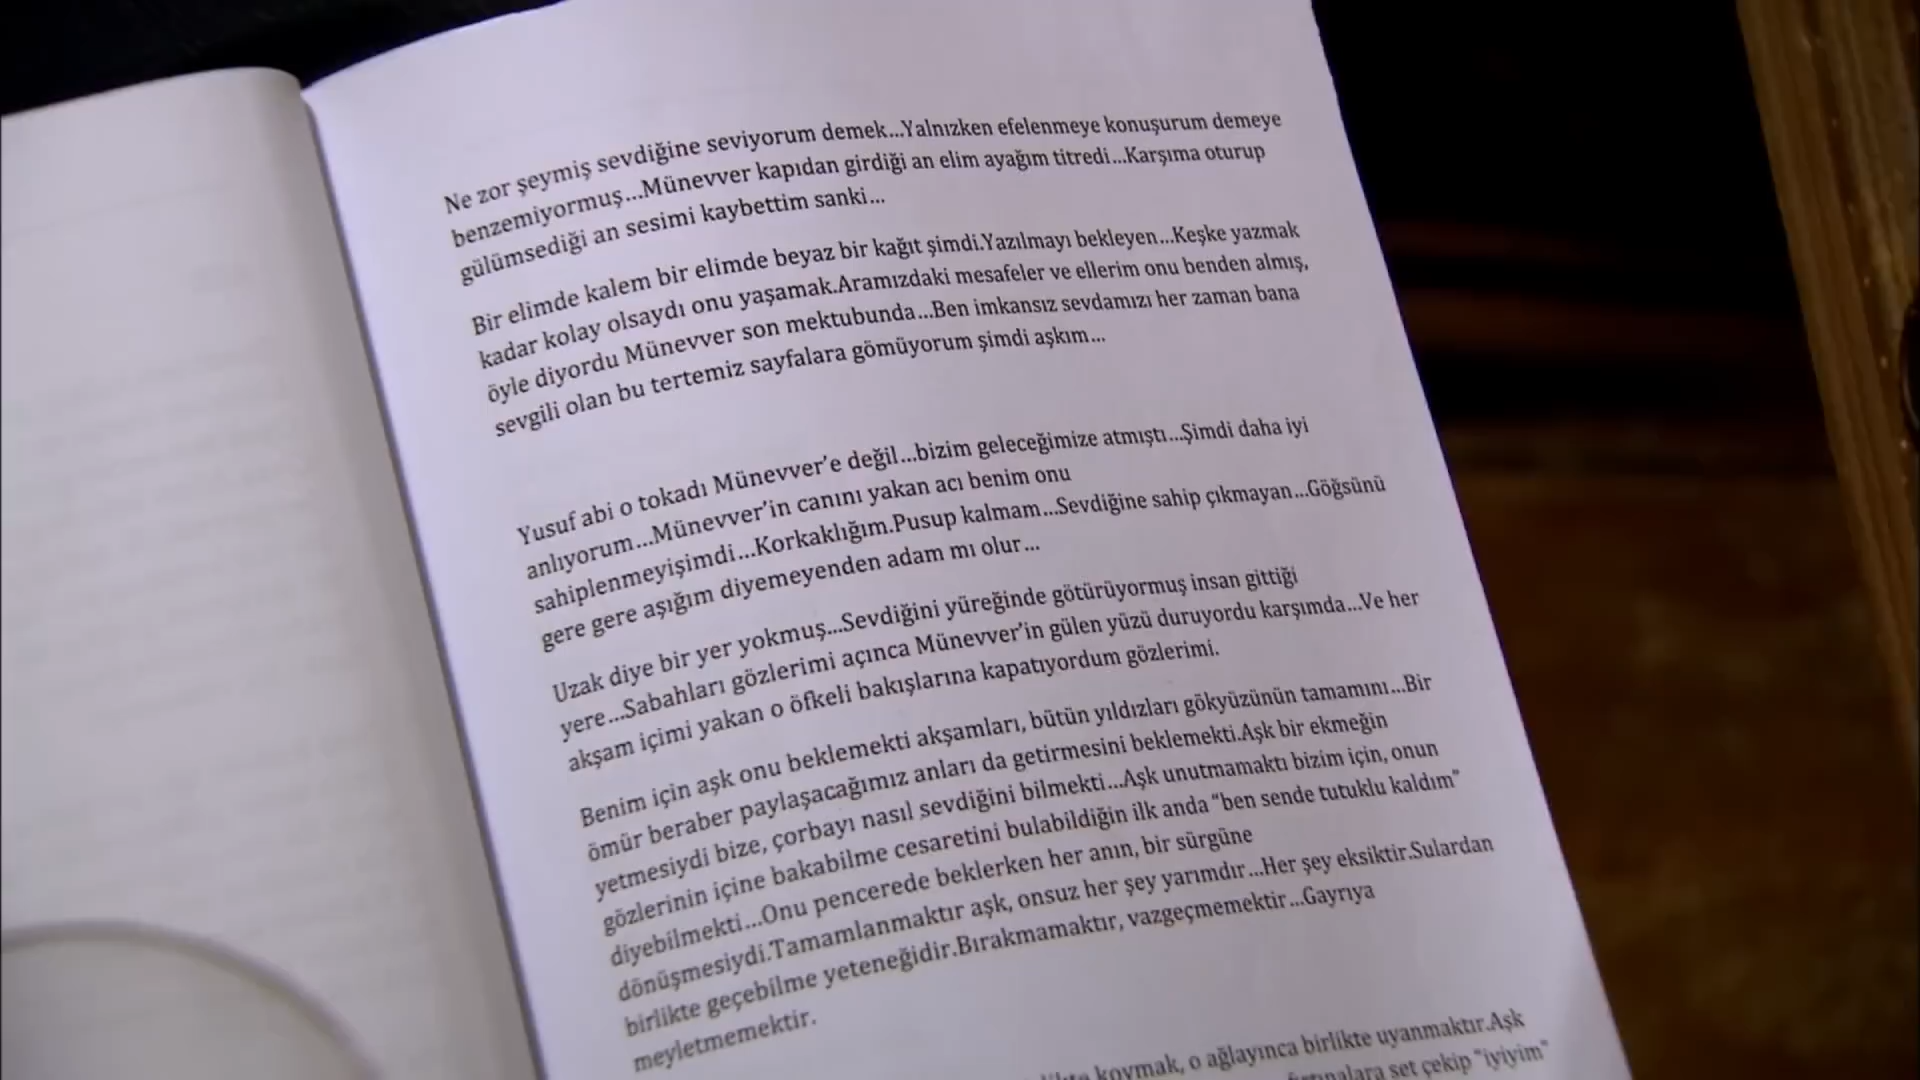 Ne zor şeymiş sevdiğine seviyorum demek...Yalnızken efelenmeye konuşurum demeye
benzemiyormuş...Münevver kapıdan girdiği an elim ayağım titredi...Karşıma oturup
gülümsediği an sesimi kaybettim sanki...
Bir elimde kalem bir elimde beyaz bir kağıt şimdi.Yazılmayı bekleyen...Keşke yazmak
kadar kolay olsaydı onu yaşamak.Aramızdaki mesafeler ve ellerim onu benden almış,
öyle diyordu Münevver son mektubunda...Ben imkansız sevdamızı her zaman bana
sevgili olan bu tertemiz sayfalara gömüyorum şimdi aşkım...
Yusuf abi o tokadı Münevver'e değil...bizim geleceğimize atmıştı...Şimdi daha iyi
anlıyorum...Münevver'in canını yakan acı benim onu
sahiplenmeyişimdi...Korkaklığım.Pusup kalmam...Sevdiğine sahip çıkmayan...Göğsünü
gere gere aşığım diyemeyenden adam mı olur...
Uzak diye bir yer yokmuş...Sevdiğini yüreğinde götürüyormuş insan gittiği
yere...Sabahları gözlerimi açınca Münevver'in gülen yüzü duruyordu karşımda...Ve her
akşam içimi yakan o öfkeli bakışlarına kapatıyordum gözlerimi.
Benim için aşk onu beklemekti akşamları, bütün yıldızları gökyüzünün tamamını...Bir
ömür beraber paylaşacağımız anları da getirmesini beklemekti.Aşk bir ekmeğin
yetmesiydi bize, çorbayı nasıl sevdiğini bilmekti...Aşk unutmamaktı bizim için, onun
gözlerinin içine bakabilme cesaretini bulabildiğin ilk anda "ben sende tutuklu kaldım"
diyebilmekti...Onu pencerede beklerken her anın, bir sürgüne
dönüşmesiydi.Tamamlanmaktır aşk, onsuz her şey yarımdır...Her şey eksiktir.Sulardan
birlikte geçebilme yeteneğidir.Bırakmamaktır, vazgeçmemektir...Gayrıya
meyletmemektir.
koymak, o ağlayınca birlikte uyanmaktır.Aşk
set çekip "iyiyim"